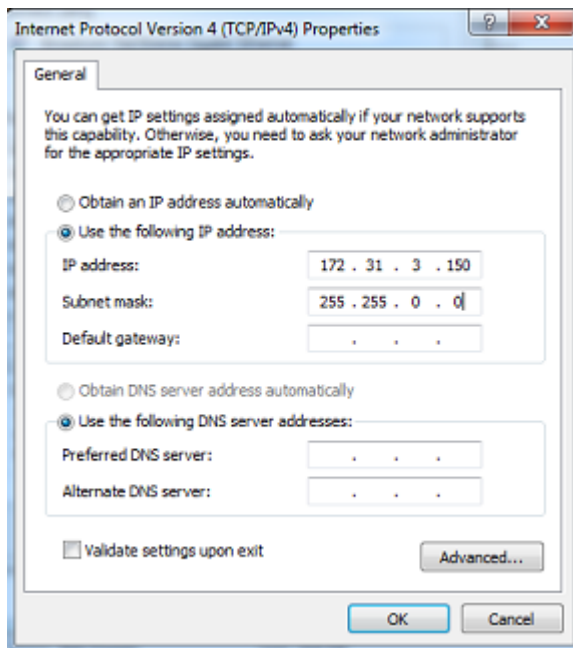 Internet Protocol Version 4 (TCP/IPv4) Properties
General
You can get IP settings assigned automatically if your network supports
this capability. Otherwise, you need to ask your network administrator
for the appropriate IP settings.
Obtain an IP address automatically
Use the following IP address:
IP address: 172 . 31 . 3 . 150
Subnet mask: 255 . 255 . 0 . 0
Default gateway: . . .
Obtain DNS server address automatically
Use the following DNS server addresses:
Preferred DNS server: . . .
Alternate DNS server: . . .
Validate settings upon exit
Advanced...
OK Cancel